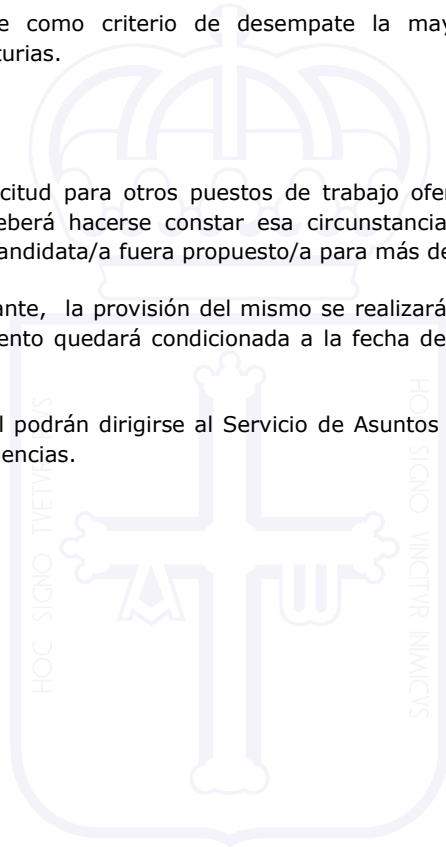 e como criterio de desempate la may
turias.
citud para otros puestos de trabajo ofer
eberá hacerse constar esa circunstancia
andidata/a fuera propuesto/a para más de
ante, la provisión del mismo se realizará
ento quedará condicionada a la fecha de
l podrán dirigirse al Servicio de Asuntos
encias.
HOC SIGNO TVETVR PIVS
HOC SIGNO VINCITVR INIMICVS